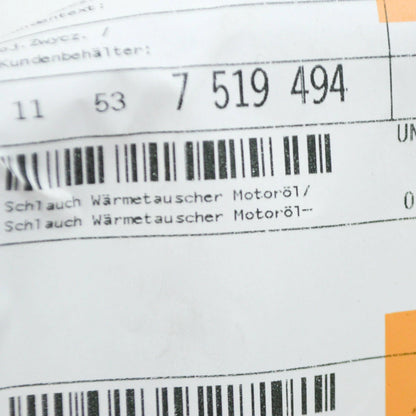 Kundenbehälter:
11 53 7 519 494
UN
Schlauch Wärmetauscher Motoröl/
0
Schlauch Wärmetauscher Motoröl-